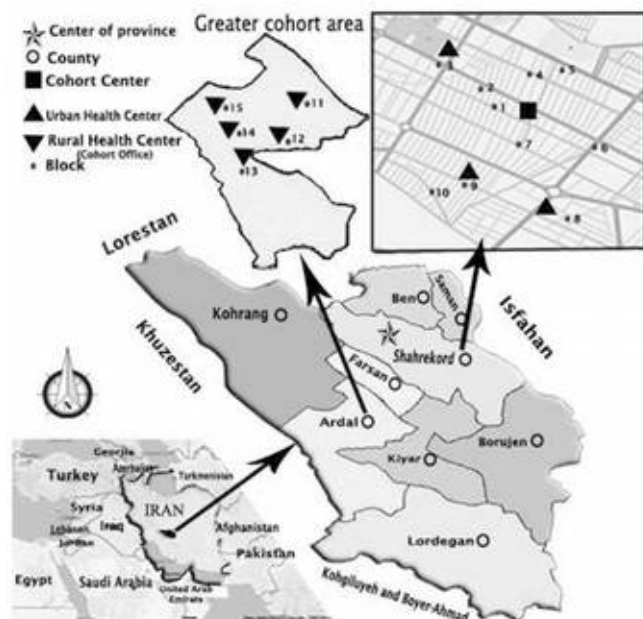 Greater cohort area
Center of province
County
Cohort Center
Urban Health Center
Rural Health Center
(Cohort Office)
Block
15
11
14
12
13
3
4
5
2
1
7
6
10
9
8
Lorestan
Khuzestan
Isfahan
Kohrang
Ben
Saman
Shahrekord
Farsan
Ardal
Kiyar
Borujen
Lordegan
Kohgiluyeh and Boyer-Ahmad
Georjia
Azerbaijan
Turkmenistan
Turkey
Syria
Iraq
IRAN
Lebanon
Jordan
Afghanistan
Pakistan
Egypt
Saudi Arabia
United Arab
Emirats